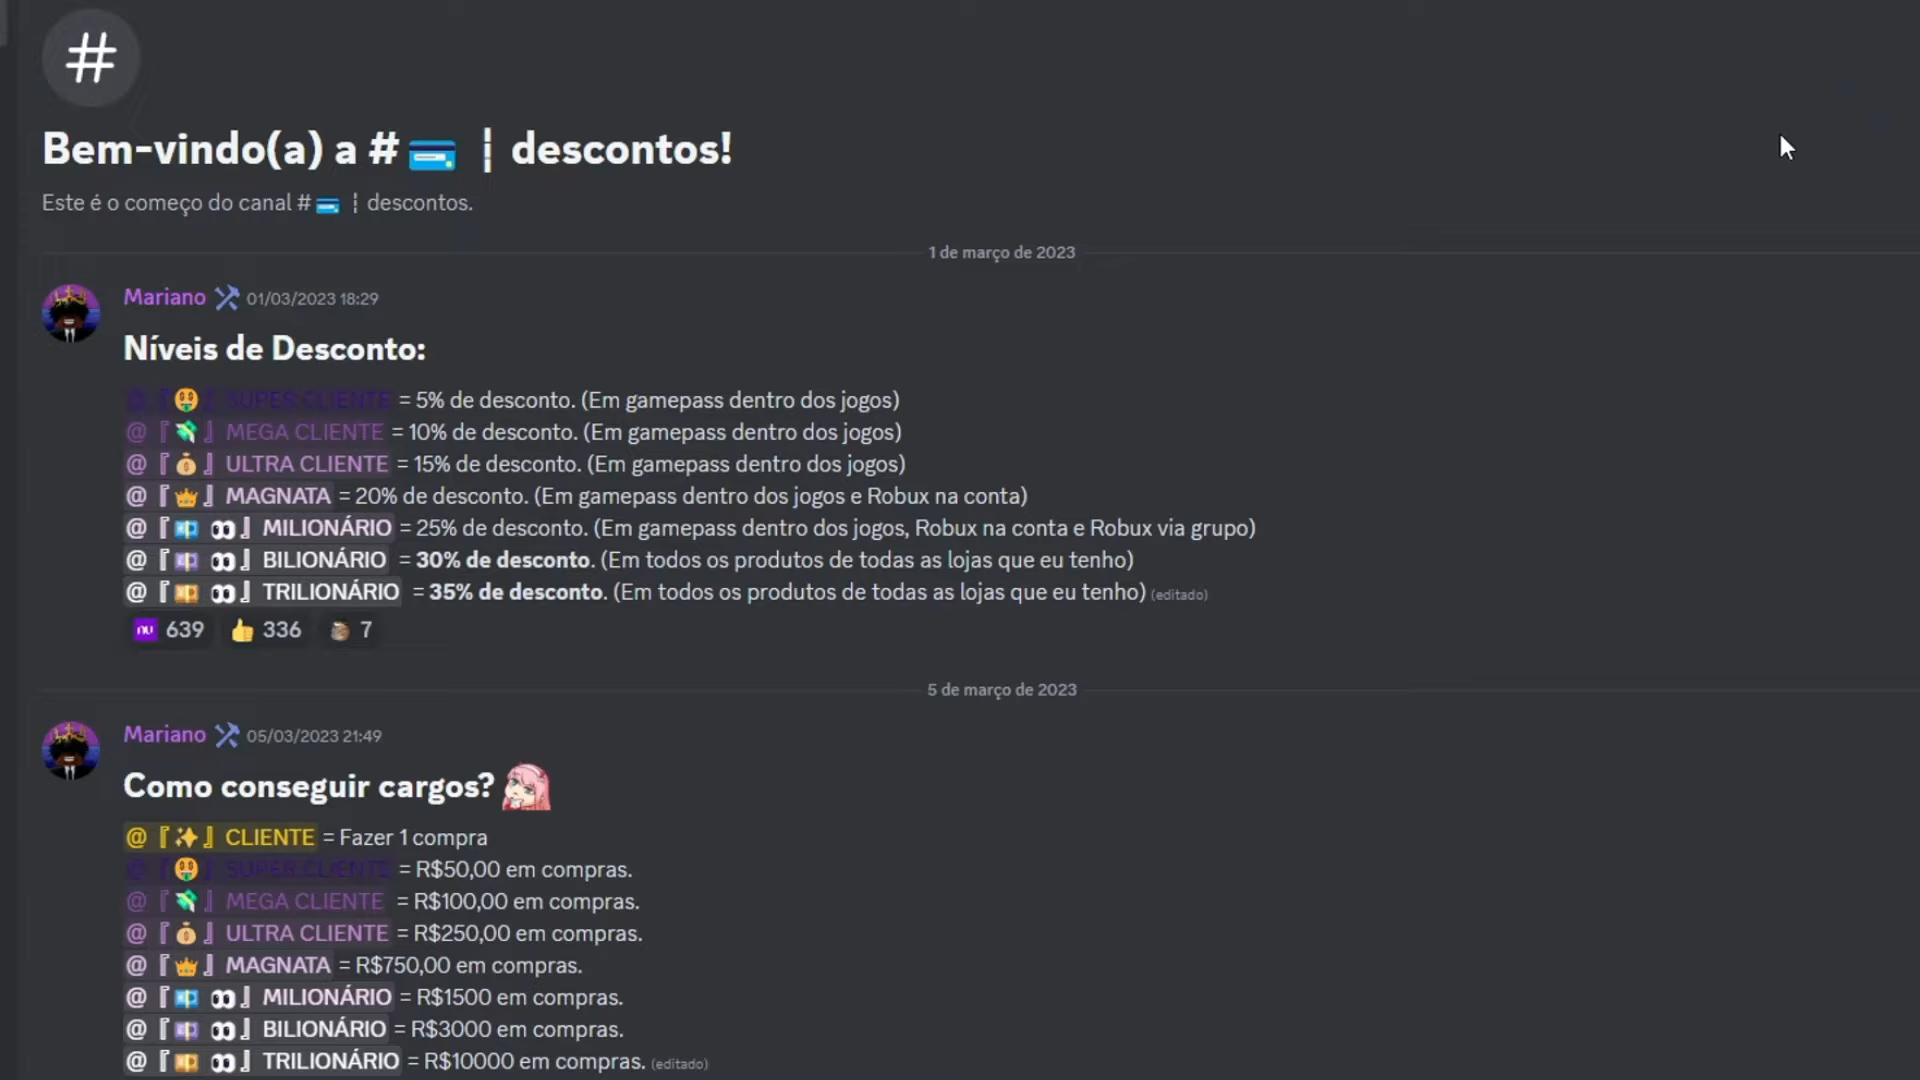 #
Bem-vindo(a) a #💳 ┆ descontos!
Este é o começo do canal #💳 ┆ descontos.
1 de março de 2023
Mariano 01/03/2023 18:29
Níveis de Desconto:
@『🤑』SUPER CLIENTE = 5% de desconto. (Em gamepass dentro dos jogos)
@『💸』MEGA CLIENTE = 10% de desconto. (Em gamepass dentro dos jogos)
@『💰』ULTRA CLIENTE = 15% de desconto. (Em gamepass dentro dos jogos)
@『👑』MAGNATA = 20% de desconto. (Em gamepass dentro dos jogos e Robux na conta)
@『💶👀』MILIONÁRIO = 25% de desconto. (Em gamepass dentro dos jogos, Robux na conta e Robux via grupo)
@『💷👀』BILIONÁRIO = 30% de desconto. (Em todos os produtos de todas as lojas que eu tenho)
@『💴👀』TRILIONÁRIO = 35% de desconto. (Em todos os produtos de todas as lojas que eu tenho) (editado)
nu 639 👍 336 7
5 de março de 2023
Mariano 05/03/2023 21:49
Como conseguir cargos?
@『✨』CLIENTE = Fazer 1 compra
@『🤑』SUPER CLIENTE = R$50,00 em compras.
@『💸』MEGA CLIENTE = R$100,00 em compras.
@『💰』ULTRA CLIENTE = R$250,00 em compras.
@『👑』MAGNATA = R$750,00 em compras.
@『💶👀』MILIONÁRIO = R$1500 em compras.
@『💷👀』BILIONÁRIO = R$3000 em compras.
@『💴👀』TRILIONÁRIO = R$10000 em compras. (editado)